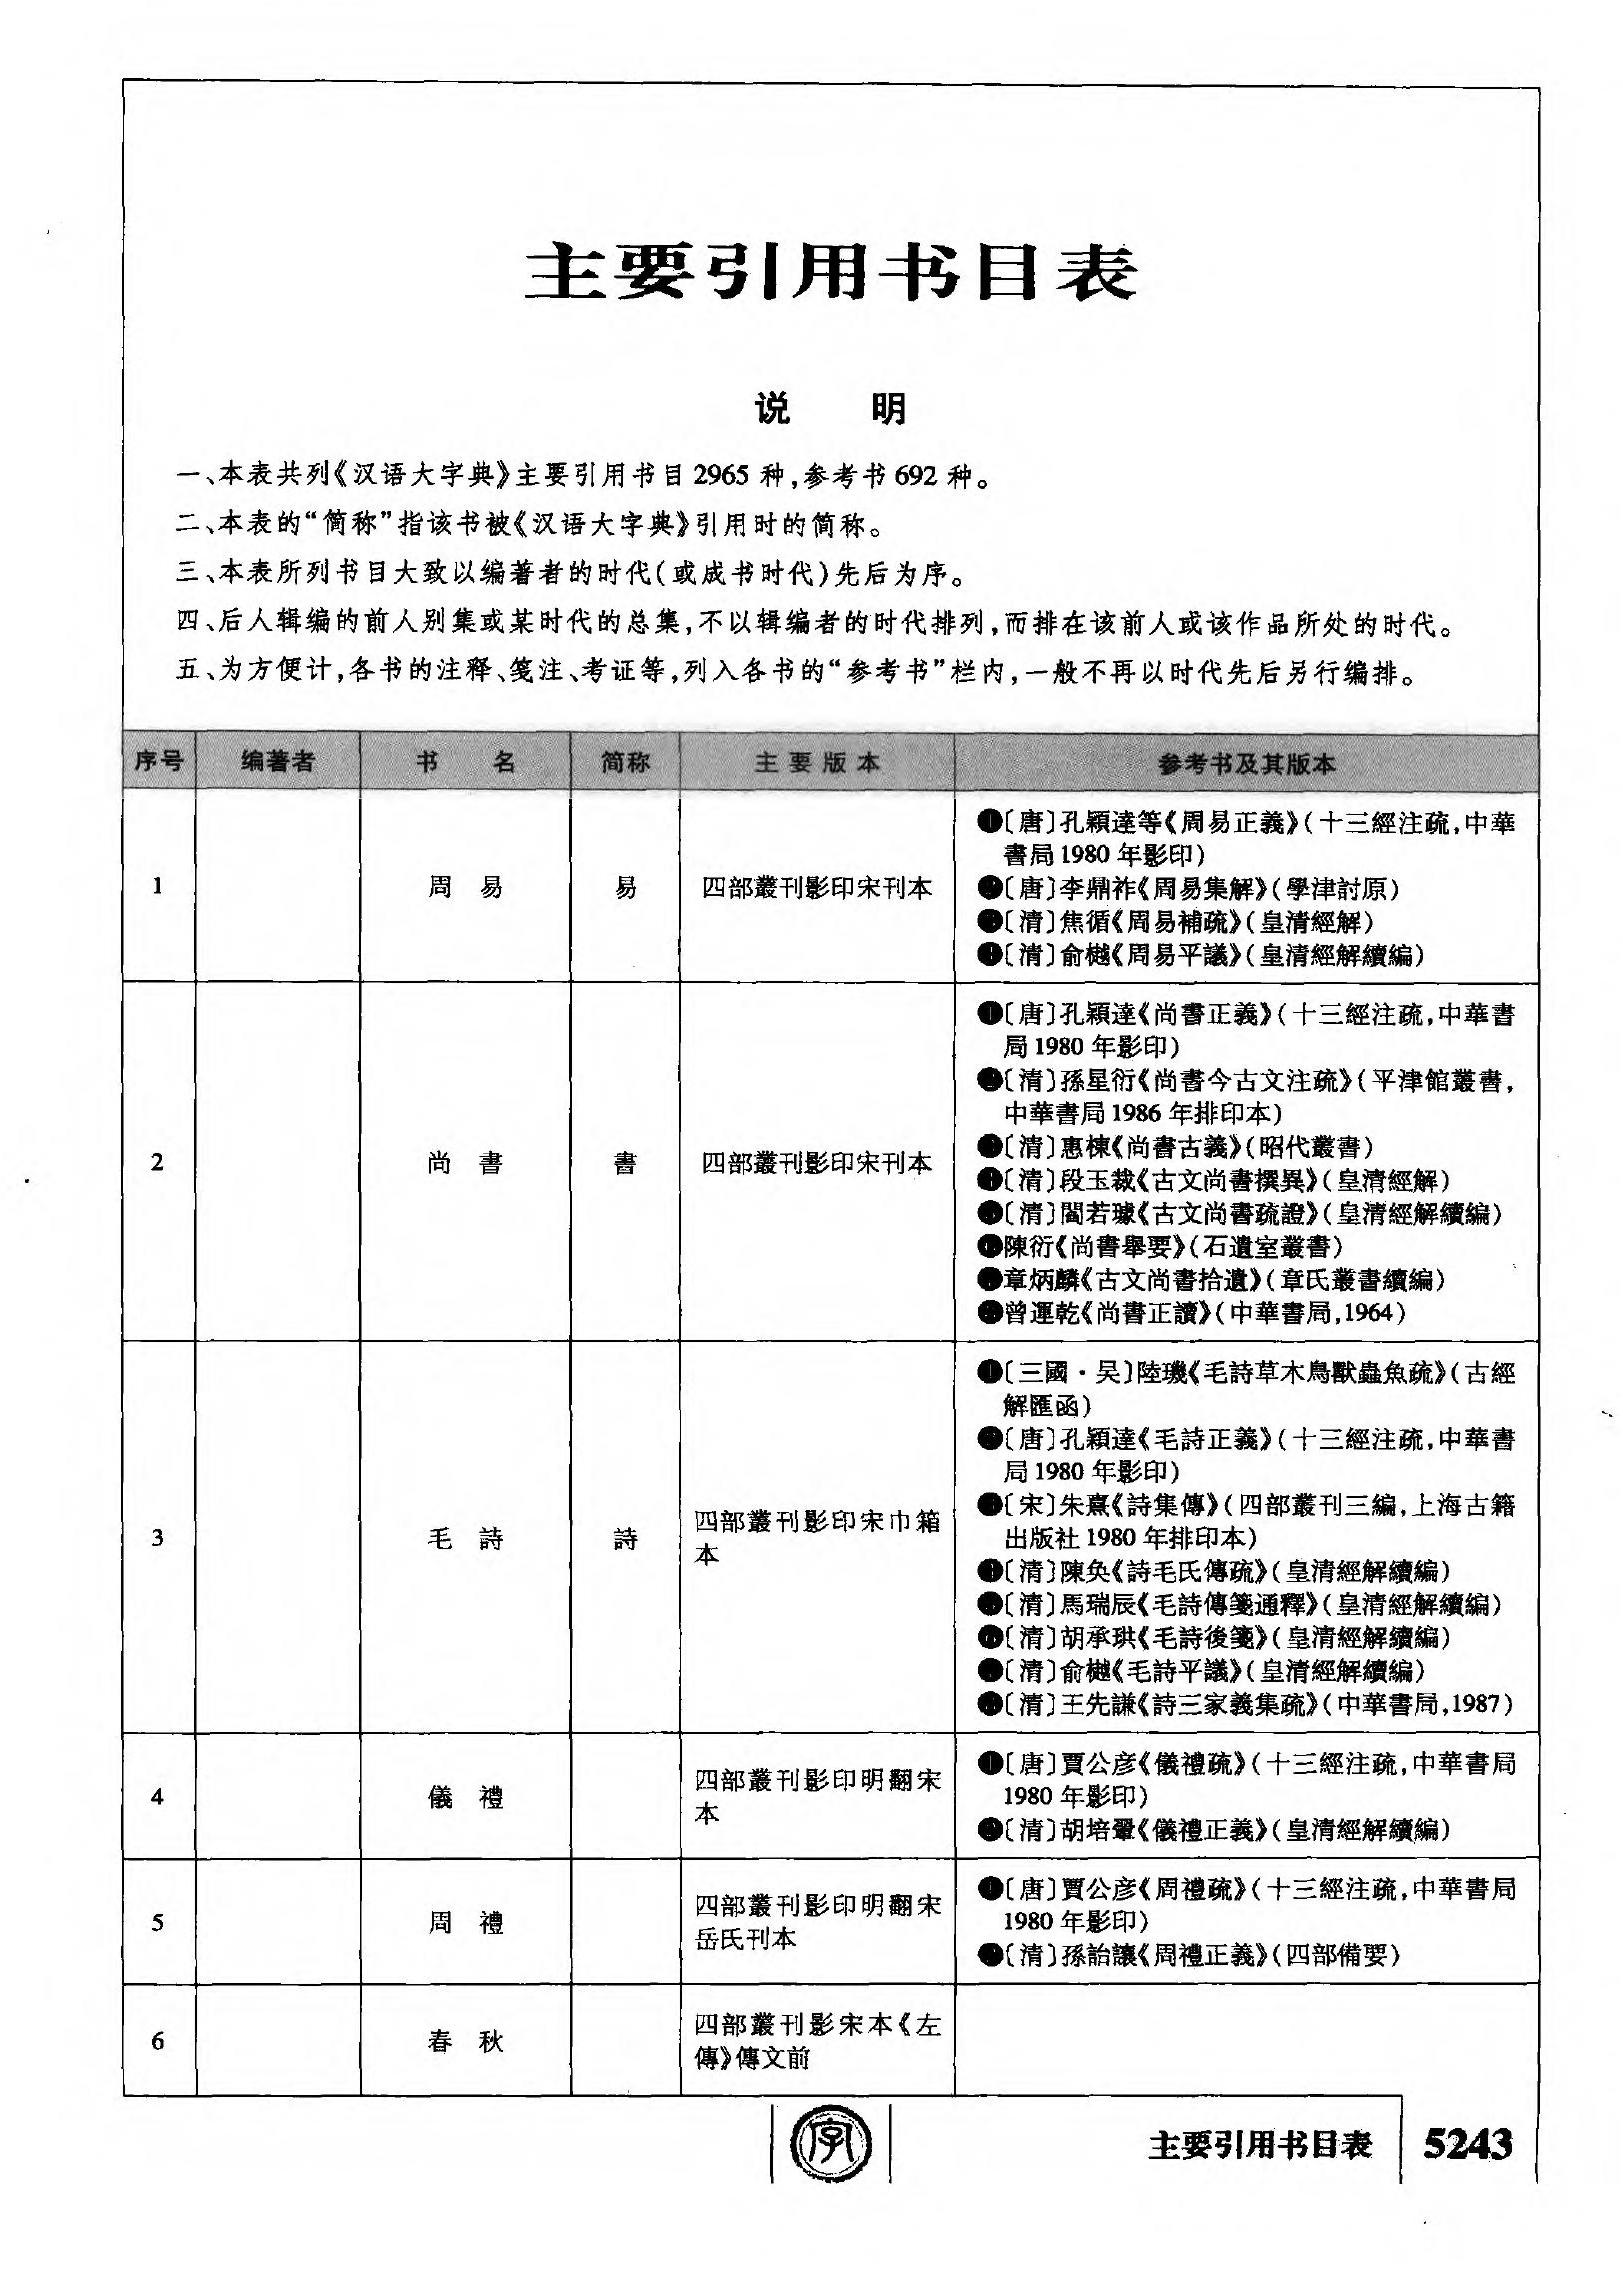 主要引用书目表
说 明
一、本表共列《汉语大字典》主要引用书目2965种,参考书692种。
二、本表的“简称”指该书被《汉语大字典》引用时的简称。
三、本表所列书目大致以编著者的时代(或成书时代)先后为序。
四、后人辑编的前人别集或某时代的总集,不以辑编者的时代排列,而排在该前人或该作品所处的时代。
五、为方便计,各书的注释、笺注、考证等,列入各书的“参考书”栏内,一般不再以时代先后另行编排。
序号 编著者 书 名 简称 主要版本 参考书及其版本
1 周 易 易 四部叢刊影印宋刊本
❶〔唐〕孔穎達等《周易正義》(十三經注疏,中華
書局1980年影印)
❷〔唐〕李鼎祚《周易集解》(學津討原)
❸〔清〕焦循《周易補疏》(皇清經解)
❹〔清〕俞樾《周易平議》(皇清經解續編)
2 尚 書 書 四部叢刊影印宋刊本
❶〔唐〕孔穎達《尚書正義》(十三經注疏,中華書
局1980年影印)
❷〔清〕孫星衍《尚書今古文注疏》(平津館叢書,
中華書局1986年排印本)
❸〔清〕惠棟《尚書古義》(昭代叢書)
❹〔清〕段玉裁《古文尚書撰異》(皇清經解)
❺〔清〕閻若璩《古文尚書疏證》(皇清經解續編)
❻陳衍《尚書舉要》(石遺室叢書)
❼章炳麟《古文尚書拾遺》(章氏叢書續編)
❽曾運乾《尚書正讀》(中華書局,1964)
3 毛 詩 詩 四部叢刊影印宋巾箱
本
❶〔三國·吴〕陸璣《毛詩草木鳥獸蟲魚疏》(古經
解匯函)
❷〔唐〕孔穎達《毛詩正義》(十三經注疏,中華書
局1980年影印)
❸〔宋〕朱熹《詩集傳》(四部叢刊三編,上海古籍
出版社1980年排印本)
❹〔清〕陳奂《詩毛氏傳疏》(皇清經解續編)
❺〔清〕馬瑞辰《毛詩傳箋通釋》(皇清經解續編)
❻〔清〕胡承珙《毛詩後箋》(皇清經解續編)
❼〔清〕俞樾《毛詩平議》(皇清經解續編)
❽〔清〕王先謙《詩三家義集疏》(中華書局,1987)
4 儀 禮 四部叢刊影印明翻宋
本
❶〔唐〕賈公彦《儀禮疏》(十三經注疏,中華書局
1980年影印)
❷〔清〕胡培翬《儀禮正義》(皇清經解續編)
5 周 禮 四部叢刊影印明翻宋
岳氏刊本
❶〔唐〕賈公彦《周禮疏》(十三經注疏,中華書局
1980年影印)
❷〔清〕孫詒讓《周禮正義》(四部備要)
6 春 秋 四部叢刊影宋本《左
傳》傳文前
字
主要引用书目表 5243